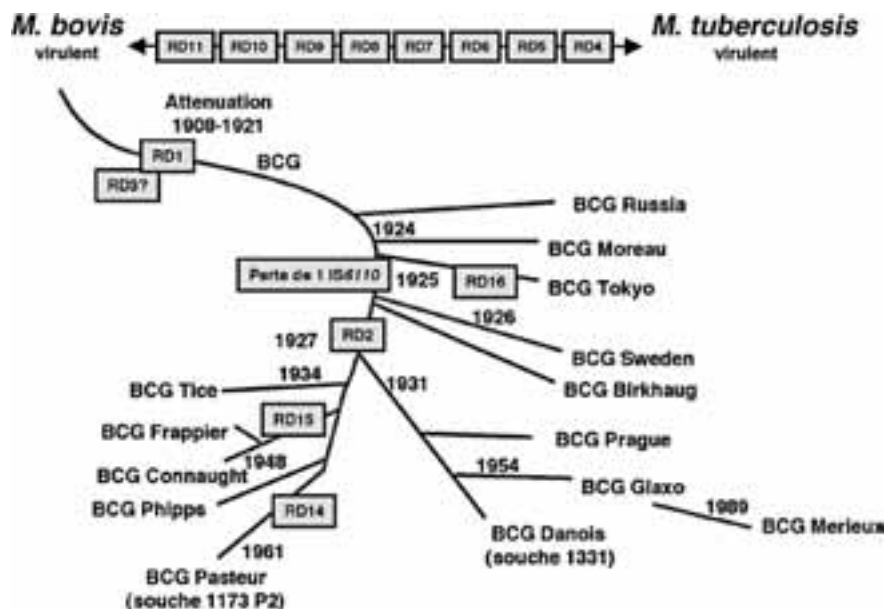 M. bovis
virulent
RD11 RD10 RD9 RD8 RD7 RD6 RD5 RD4
M. tuberculosis
virulent
Attenuation
1908-1921
RD1
RD3?
BCG
BCG Russia
1924
BCG Moreau
Perte de 1 IS6110
1925
RD16
BCG Tokyo
1926
1927
RD2
BCG Sweden
BCG Birkhaug
1934
1931
BCG Tice
RD15
BCG Frappier
BCG Prague
1948
BCG Connaught
1954
BCG Glaxo
BCG Phipps
RD14
1989
BCG Merieux
BCG Danois
(souche 1331)
1961
BCG Pasteur
(souche 1173 P2)